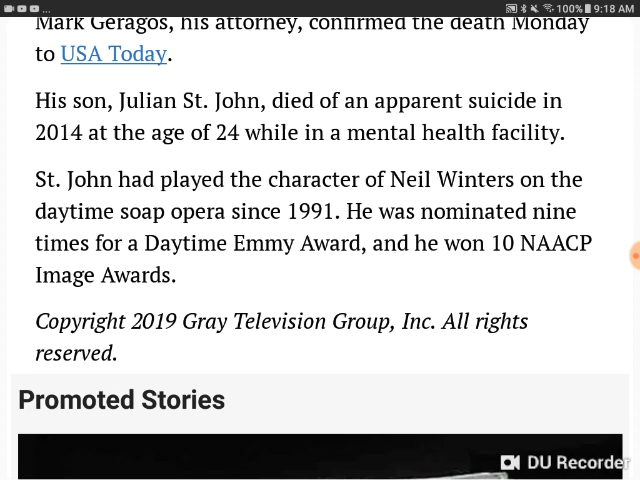 ... 100% 9:18 AM
Mark Geragos, his attorney, confirmed the death Monday
to USA Today.
His son, Julian St. John, died of an apparent suicide in
2014 at the age of 24 while in a mental health facility.
St. John had played the character of Neil Winters on the
daytime soap opera since 1991. He was nominated nine
times for a Daytime Emmy Award, and he won 10 NAACP
Image Awards.
Copyright 2019 Gray Television Group, Inc. All rights
reserved.
Promoted Stories
DU Recorder